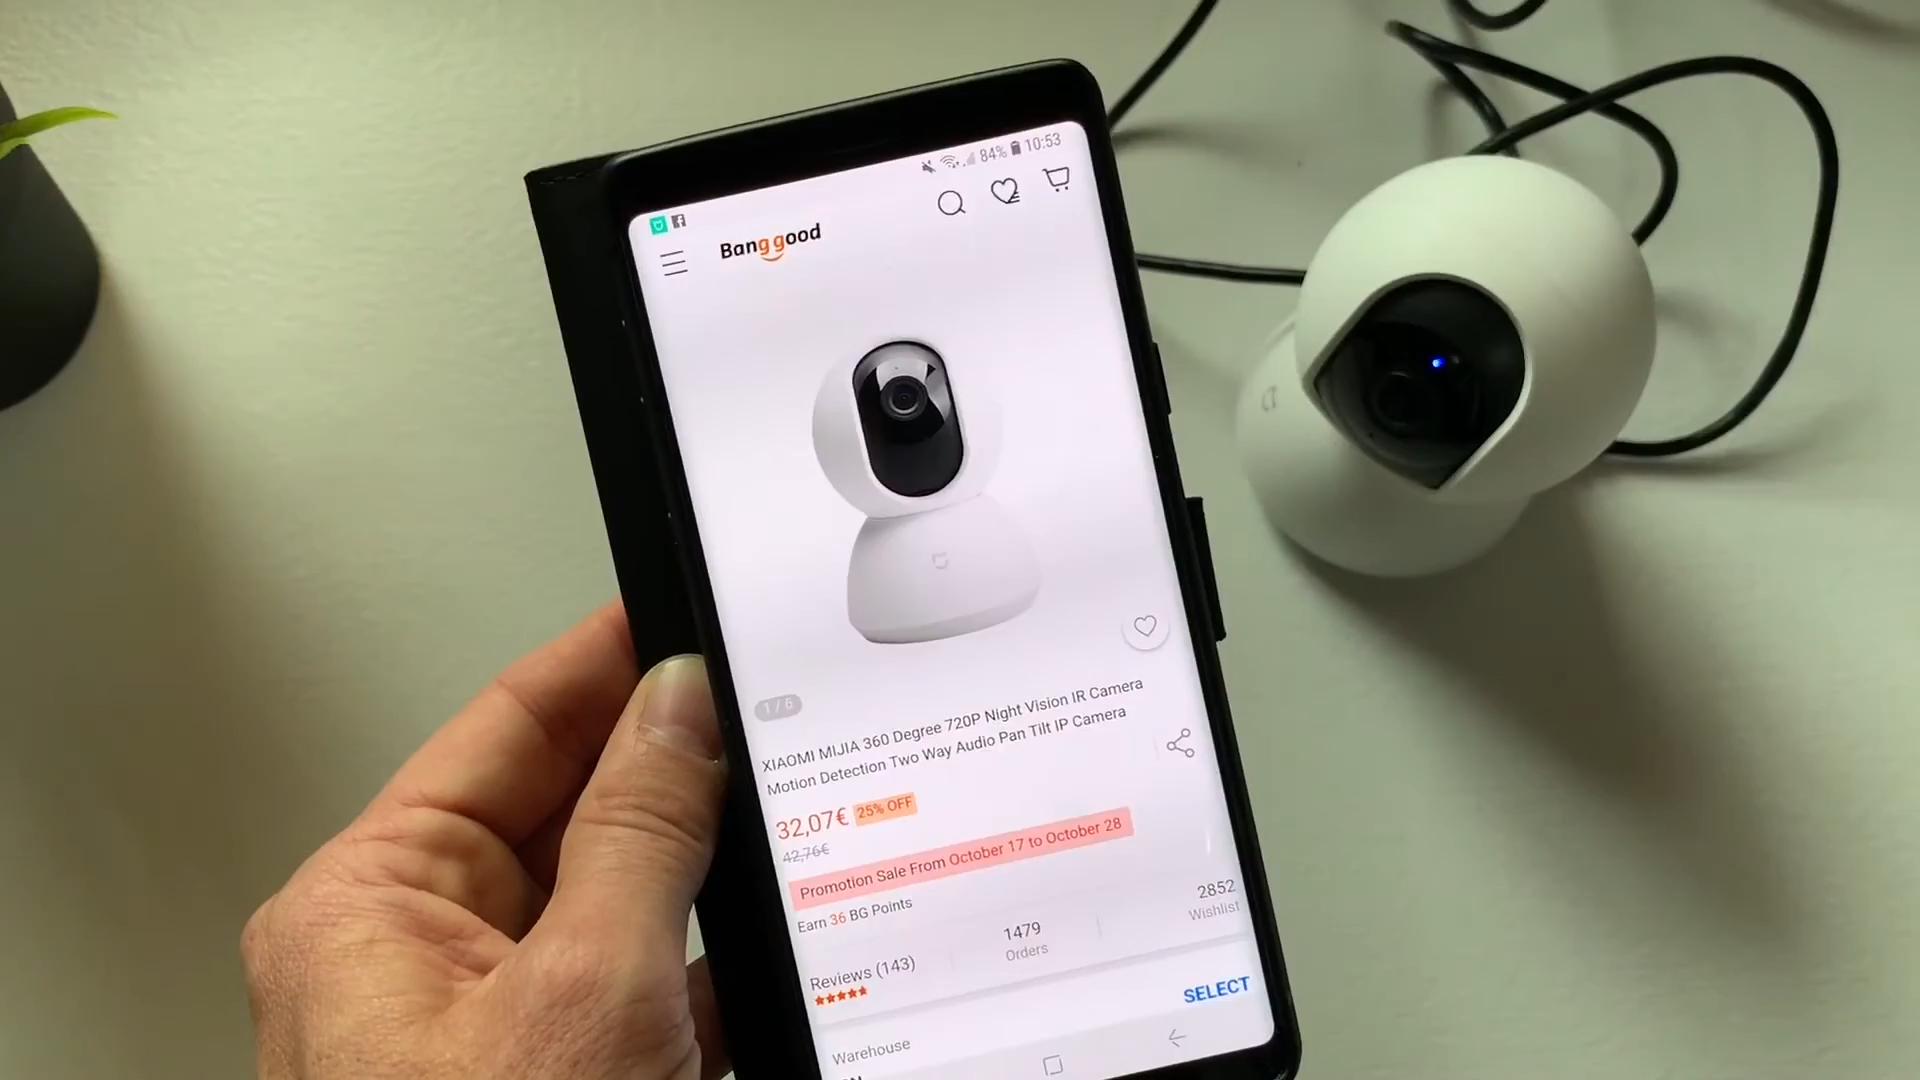 84% 10:53
Banggood
1 / 6
XIAOMI MIJIA 360 Degree 720P Night Vision IR Camera
Motion Detection Two Way Audio Pan Tilt IP Camera
32,07€ 25% OFF
42,76€
Promotion Sale From October 17 to October 28
Earn 36 BG Points
Reviews (143)
1479
Orders
2852
Wishlist
SELECT
Warehouse